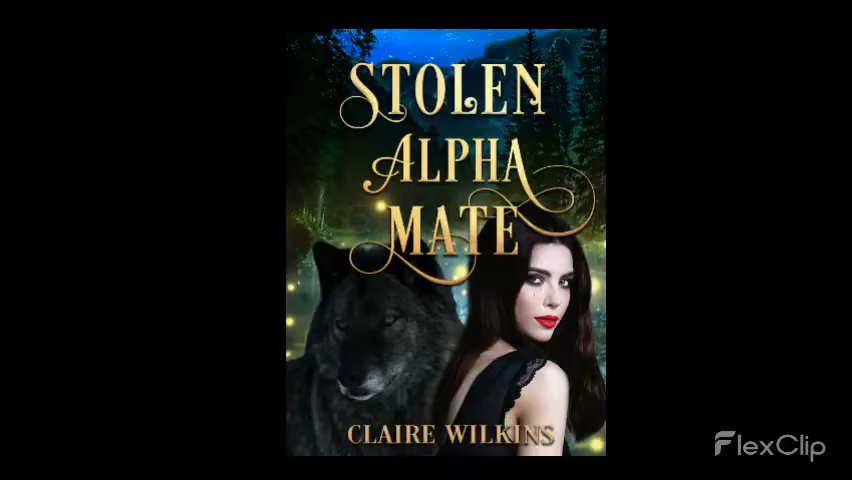 STOLEN
ALPHA
MATE
CLAIRE WILKINS
FlexClip